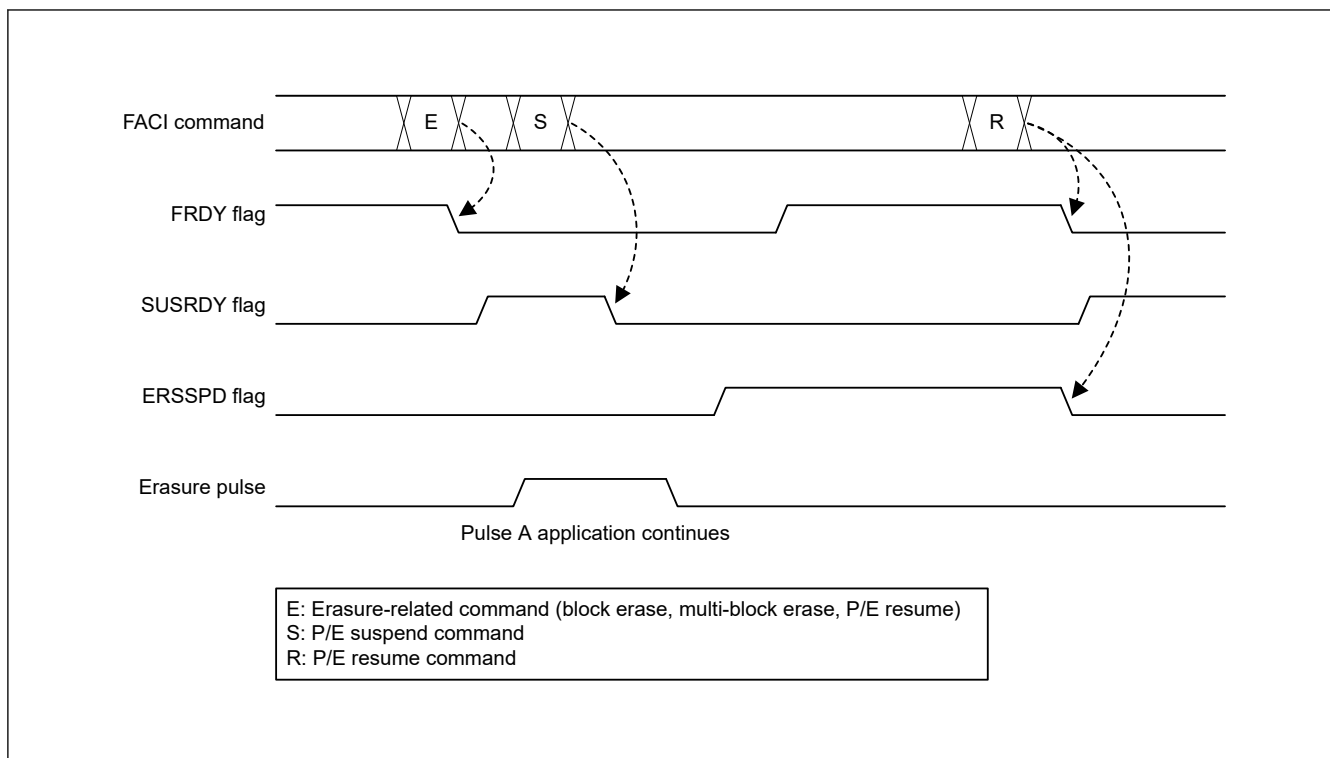 FACI command
E
S
R
FRDY flag
SUSRDY flag
ERSSPD flag
Erasure pulse
Pulse A application continues
E: Erasure-related command (block erase, multi-block erase, P/E resume)
S: P/E suspend command
R: P/E resume command